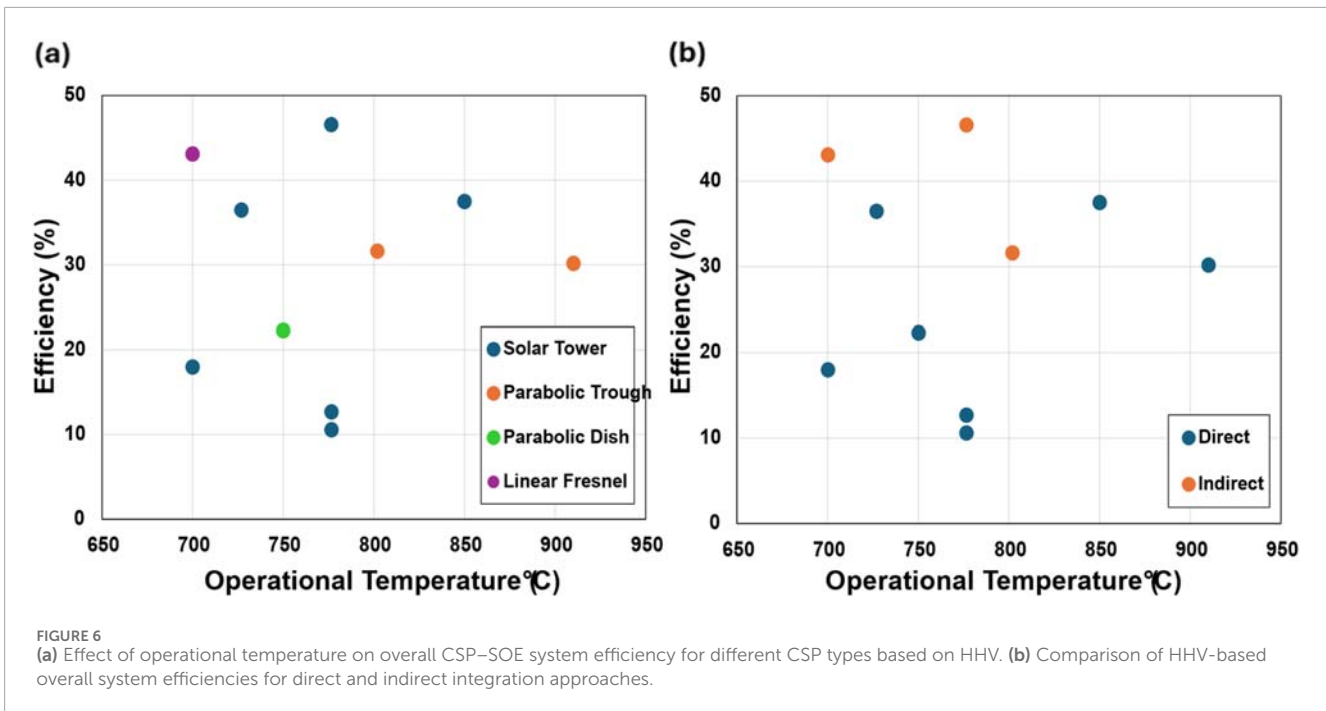 (a)
50
40
30
20
10
0
Efficiency (%)
650 700 750 800 850 900 950
Operational Temperature°C)
Solar Tower
Parabolic Trough
Parabolic Dish
Linear Fresnel
(b)
50
40
30
20
10
0
Efficiency (%)
650 700 750 800 850 900 950
Operational Temperature°C)
Direct
Indirect
FIGURE 6
(a) Effect of operational temperature on overall CSP–SOE system efficiency for different CSP types based on HHV. (b) Comparison of HHV-based
overall system efficiencies for direct and indirect integration approaches.